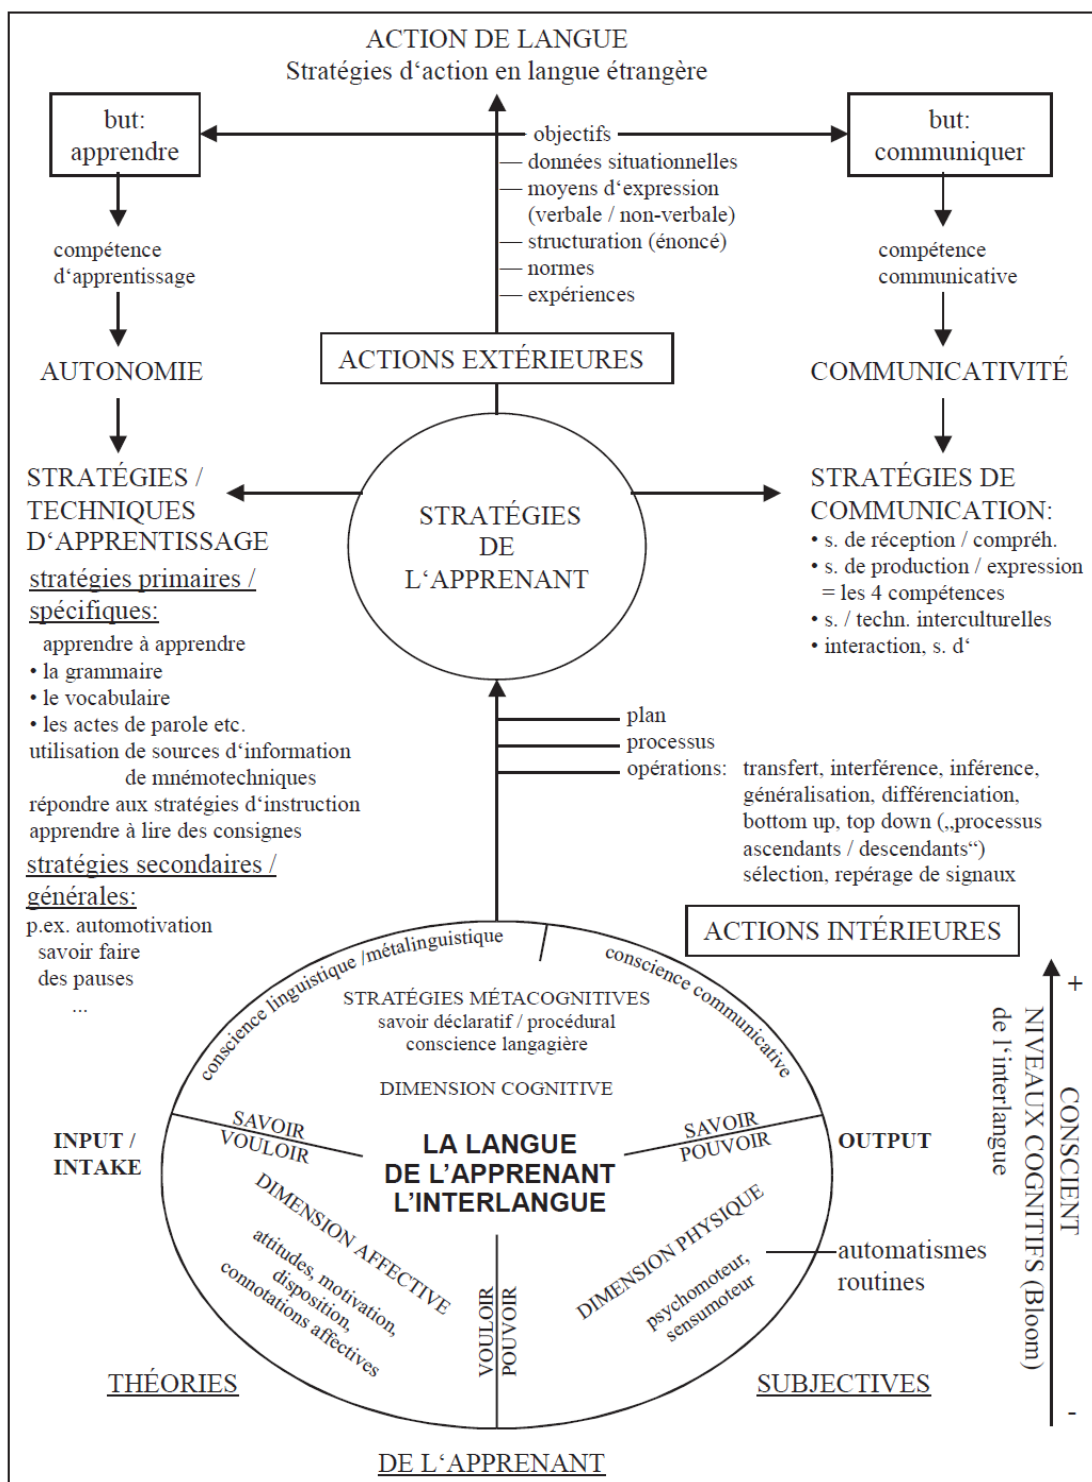 ACTION DE LANGUE
Stratégies d‘action en langue étrangère
but:
apprendre
objectifs
but:
communiquer
données situationnelles
moyens d‘expression
(verbale / non-verbale)
structuration (énoncé)
normes
expériences
compétence
d‘apprentissage
compétence
communicative
ACTIONS EXTÉRIEURES
AUTONOMIE
COMMUNICATIVITÉ
STRATÉGIES /
TECHNIQUES
D‘APPRENTISSAGE
STRATÉGIES
DE
L‘APPRENANT
STRATÉGIES DE
COMMUNICATION:
• s. de réception / compréh.
• s. de production / expression
= les 4 compétences
• s. / techn. interculturelles
• interaction, s. d‘
stratégies primaires /
spécifiques:
apprendre à apprendre
• la grammaire
• le vocabulaire
• les actes de parole etc.
utilisation de sources d‘information
de mnémotechniques
répondre aux stratégies d‘instruction
apprendre à lire des consignes
stratégies secondaires /
générales:
p.ex. automotivation
savoir faire
des pauses
...
plan
processus
opérations:
transfert, interférence, inférence,
généralisation, différenciation,
bottom up, top down („processus
ascendants / descendants“)
sélection, repérage de signaux
ACTIONS INTÉRIEURES
conscience linguistique /métalinguistique
conscience communicative
STRATÉGIES MÉTACOGNITIVES
savoir déclaratif / procédural
conscience langagière
DIMENSION COGNITIVE
SAVOIR
VOULOIR
SAVOIR
POUVOIR
INPUT /
INTAKE
LA LANGUE
DE L’APPRENANT
L’INTERLANGUE
OUTPUT
DIMENSION AFFECTIVE
attitudes, motivation,
disposition,
connotations affectives
VOULOIR
POUVOIR
DIMENSION PHYSIQUE
psychomoteur,
sensumoteur
automatismes
routines
+
CONSCIENT
NIVEAUX COGNITIFS (Bloom)
de l‘interlangue
-
THÉORIES
SUBJECTIVES
DE L‘APPRENANT